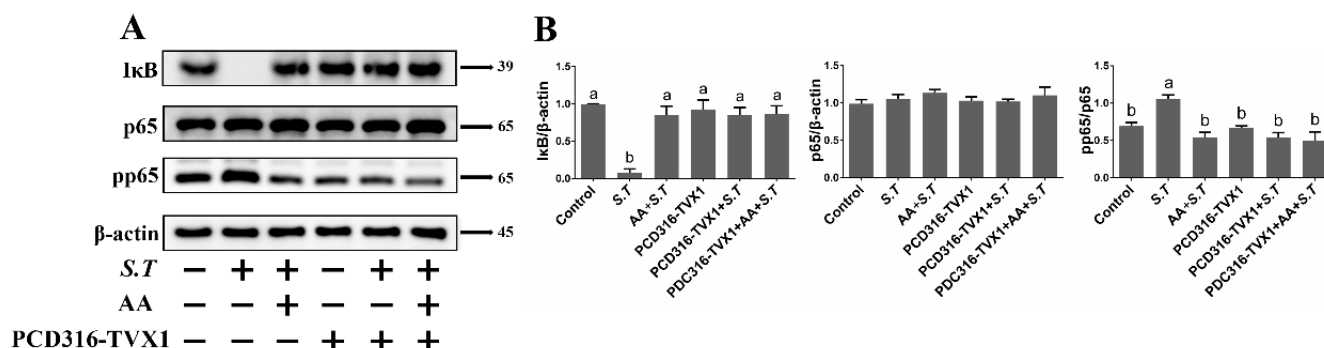 A
IκB
39
p65
65
pp65
65
β-actin
45
S.T − + + − + +
AA − − + − − +
PCD316-TVX1 − − − + + +
B
IκB/β-actin
1.5
1.0
0.5
0.0
a
b
a
a
a
a
Control
S.T
AA+S.T
PCD316-TVX1
PCD316-TVX1+S.T
PDC316-TVX1+AA+S.T
p65/β-actin
1.5
1.0
0.5
0.0
Control
S.T
AA+S.T
PCD316-TVX1
PCD316-TVX1+S.T
PDC316-TVX1+AA+S.T
pp65/p65
1.5
1.0
0.5
0.0
b
a
b
b
b
b
Control
S.T
AA+S.T
PCD316-TVX1
PCD316-TVX1+S.T
PDC316-TVX1+AA+S.T